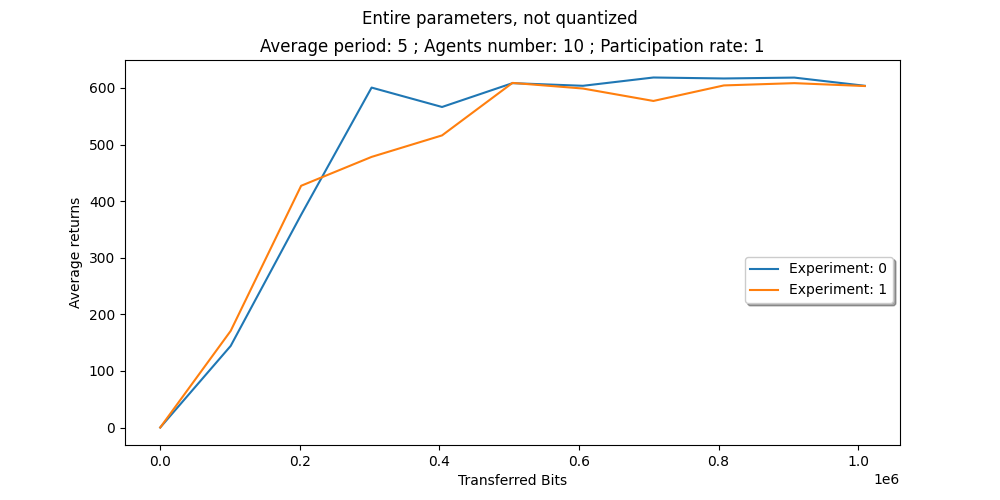 Entire parameters, not quantized
Average period: 5 ; Agents number: 10 ; Participation rate: 1
Average returns
600
500
400
300
200
100
0
Experiment: 0
Experiment: 1
0.0 0.2 0.4 0.6 0.8 1.0
1e6
Transferred Bits